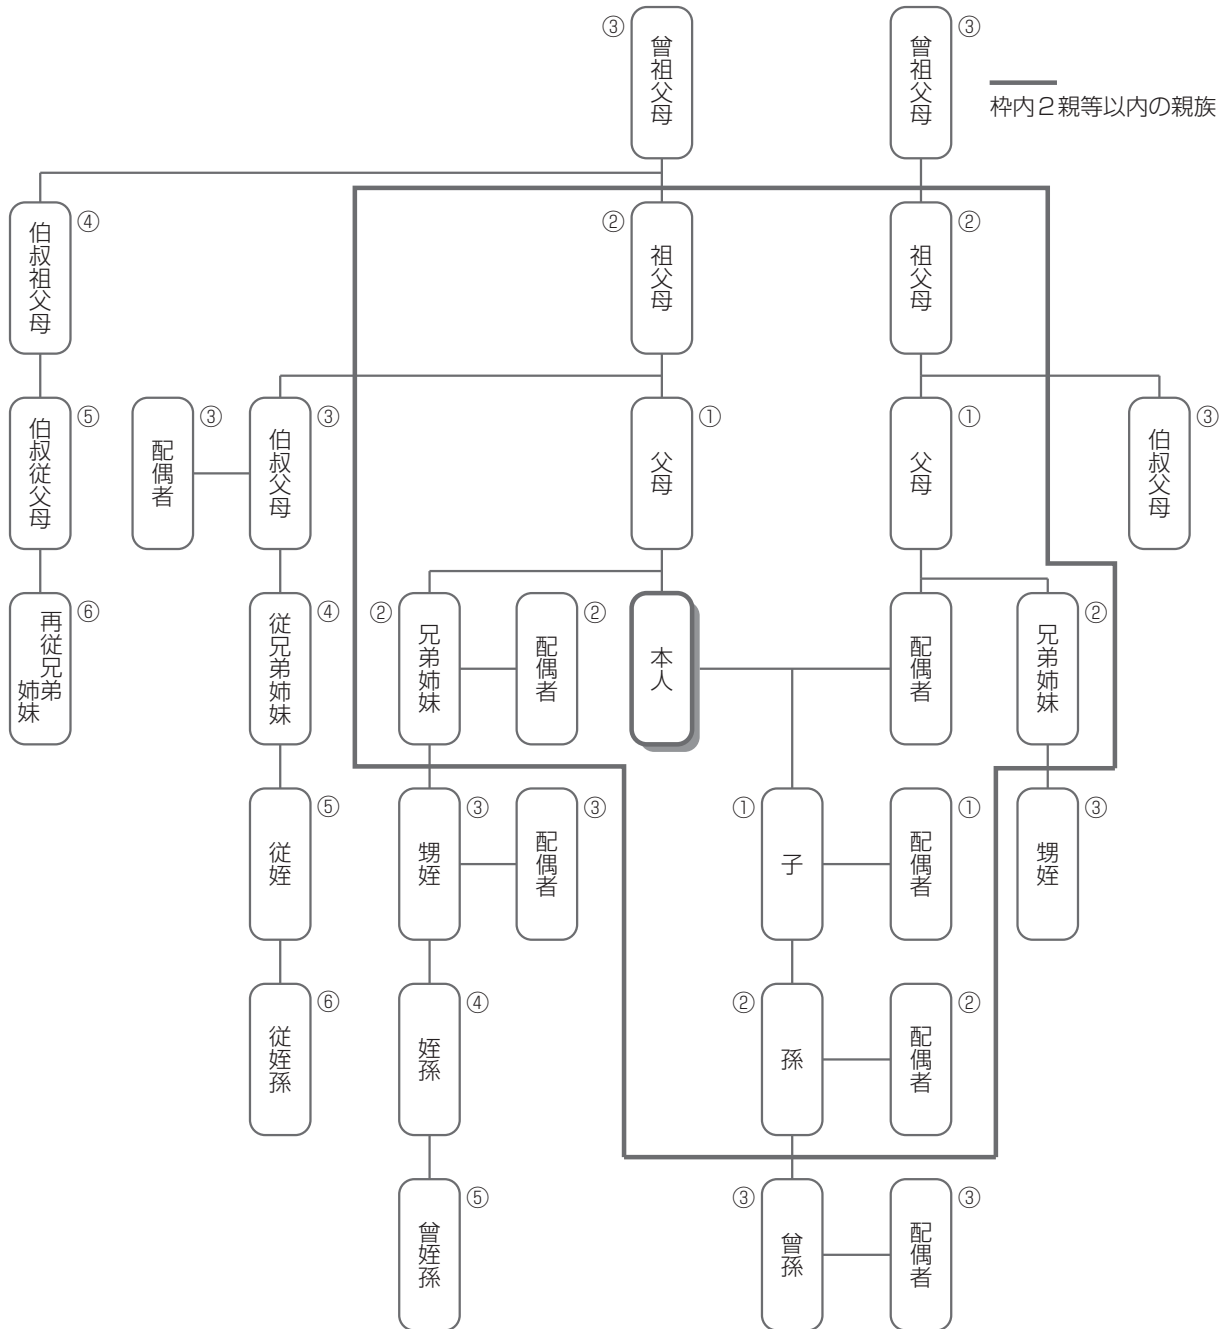 ③
曾祖父母
曾祖父母
③
枠内2親等以内の親族
伯叔祖父母
④
②
祖父母
祖父母
②
伯叔従父母
⑤
配偶者
③
伯叔父母
③
父母
①
父母
①
伯叔父母
③
再従兄弟
姉妹
⑥
従兄弟姉妹
④
②
兄弟姉妹
配偶者
②
本人
配偶者
兄弟姉妹
②
従姪
⑤
甥姪
③
配偶者
③
①
子
配偶者
①
甥姪
③
従姪孫
⑥
姪孫
④
②
孫
配偶者
②
曾姪孫
⑤
③
曾孫
配偶者
③